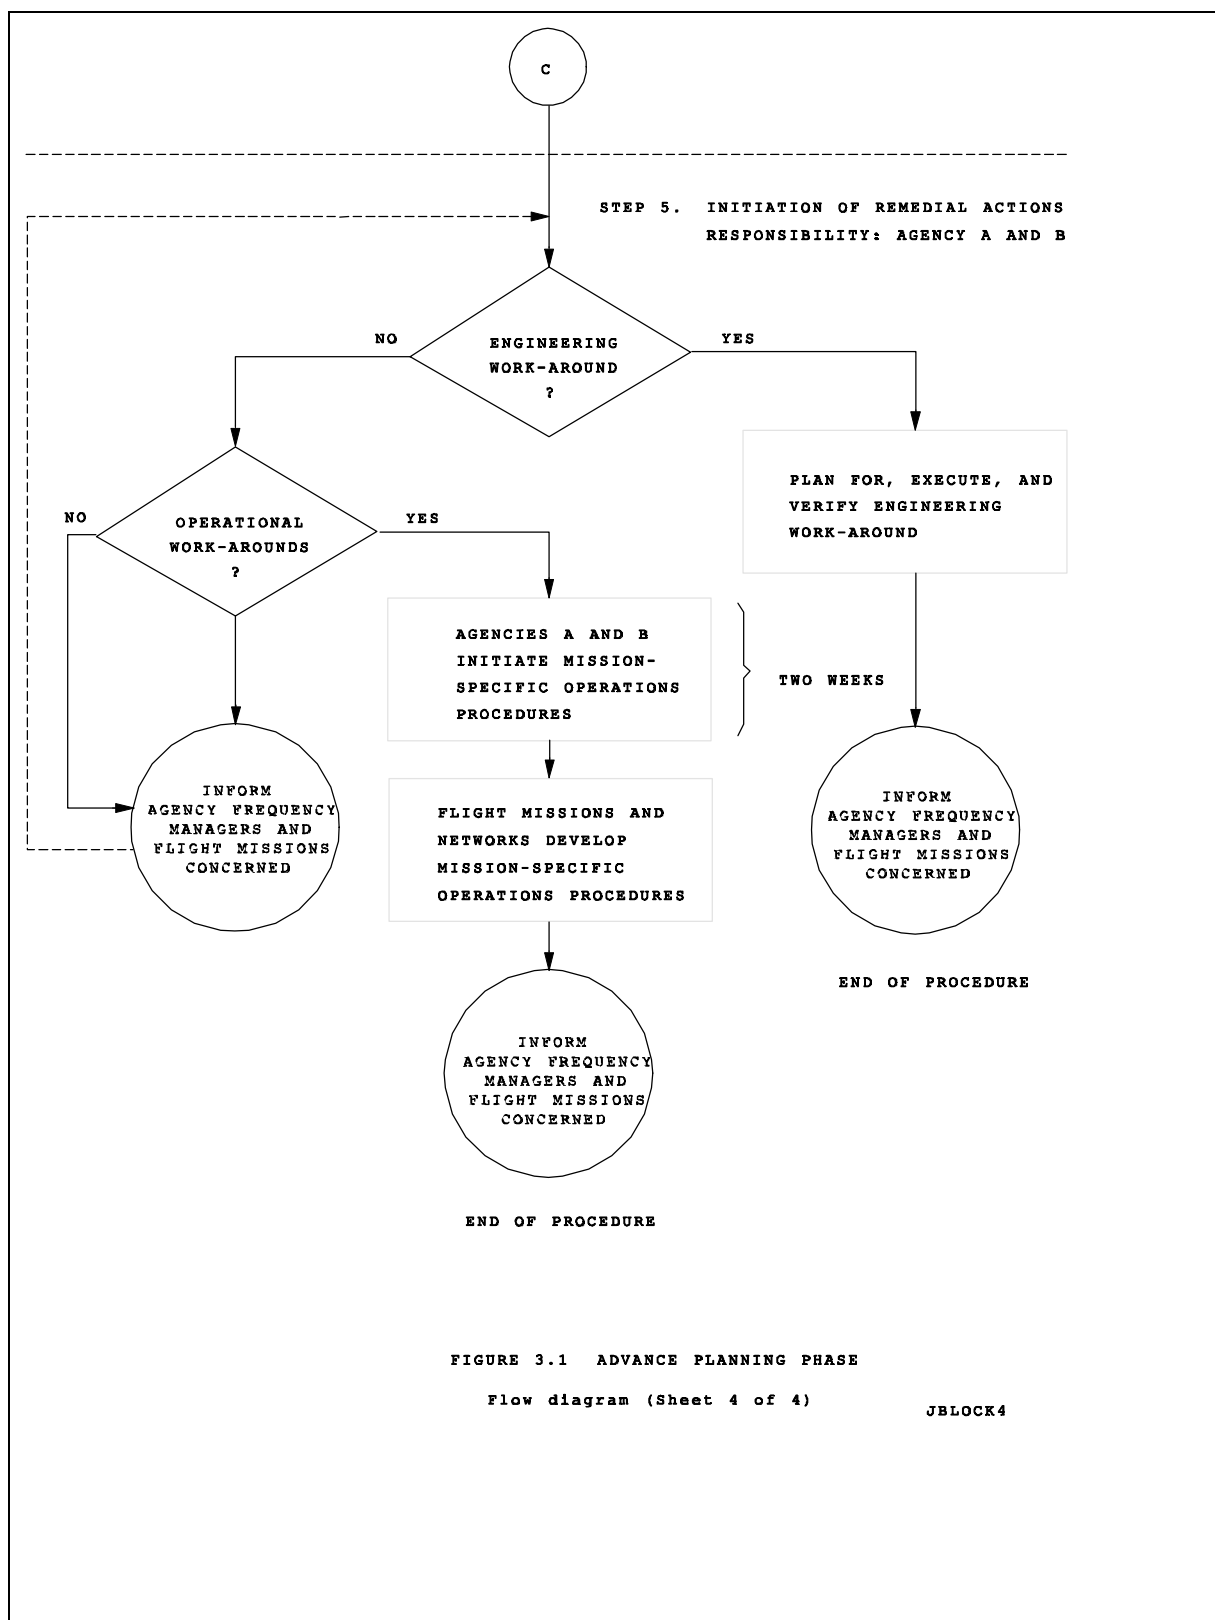 C
STEP 5. INITIATION OF REMEDIAL ACTIONS
RESPONSIBILITY: AGENCY A AND B
NO
YES
ENGINEERING
WORK-AROUND
?
PLAN FOR, EXECUTE, AND
VERIFY ENGINEERING
WORK-AROUND
NO
YES
OPERATIONAL
WORK-AROUNDS
?
AGENCIES A AND B
INITIATE MISSION-
SPECIFIC OPERATIONS
PROCEDURES
TWO WEEKS
INFORM
AGENCY FREQUENCY
MANAGERS AND
FLIGHT MISSIONS
CONCERNED
FLIGHT MISSIONS AND
NETWORKS DEVELOP
MISSION-SPECIFIC
OPERATIONS PROCEDURES
INFORM
AGENCY FREQUENCY
MANAGERS AND
FLIGHT MISSIONS
CONCERNED
END OF PROCEDURE
INFORM
AGENCY FREQUENCY
MANAGERS AND
FLIGHT MISSIONS
CONCERNED
END OF PROCEDURE
FIGURE 3.1 ADVANCE PLANNING PHASE
Flow diagram (Sheet 4 of 4)
JBLOCK4